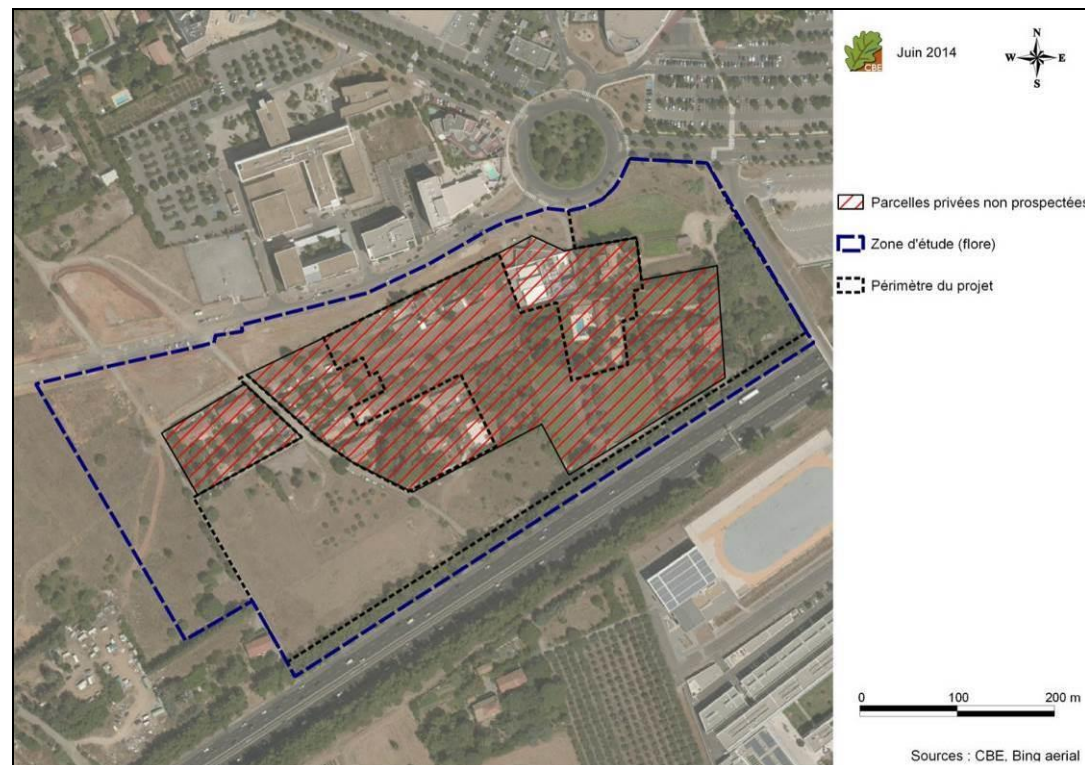 CBE
Juin 2014
N
W E
S
Parcelles privées non prospectées
Zone d'étude (flore)
Périmètre du projet
0 100 200 m
Sources : CBE, Bing aerial